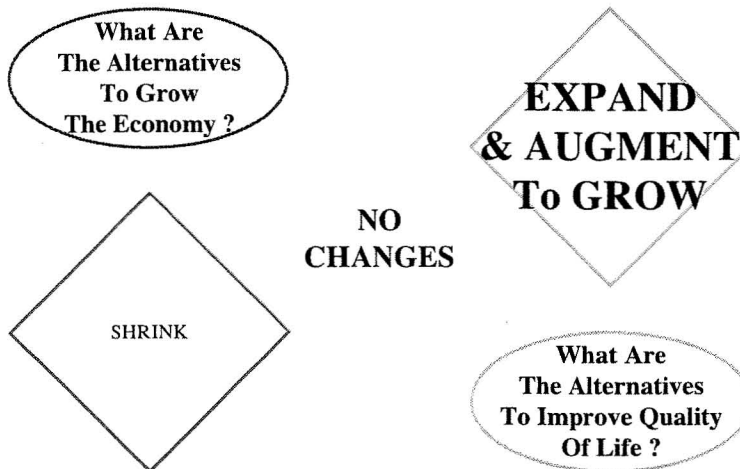 What Are
The Alternatives
To Grow
The Economy ?
EXPAND
& AUGMENT
To GROW
NO
CHANGES
SHRINK
What Are
The Alternatives
To Improve Quality
Of Life ?